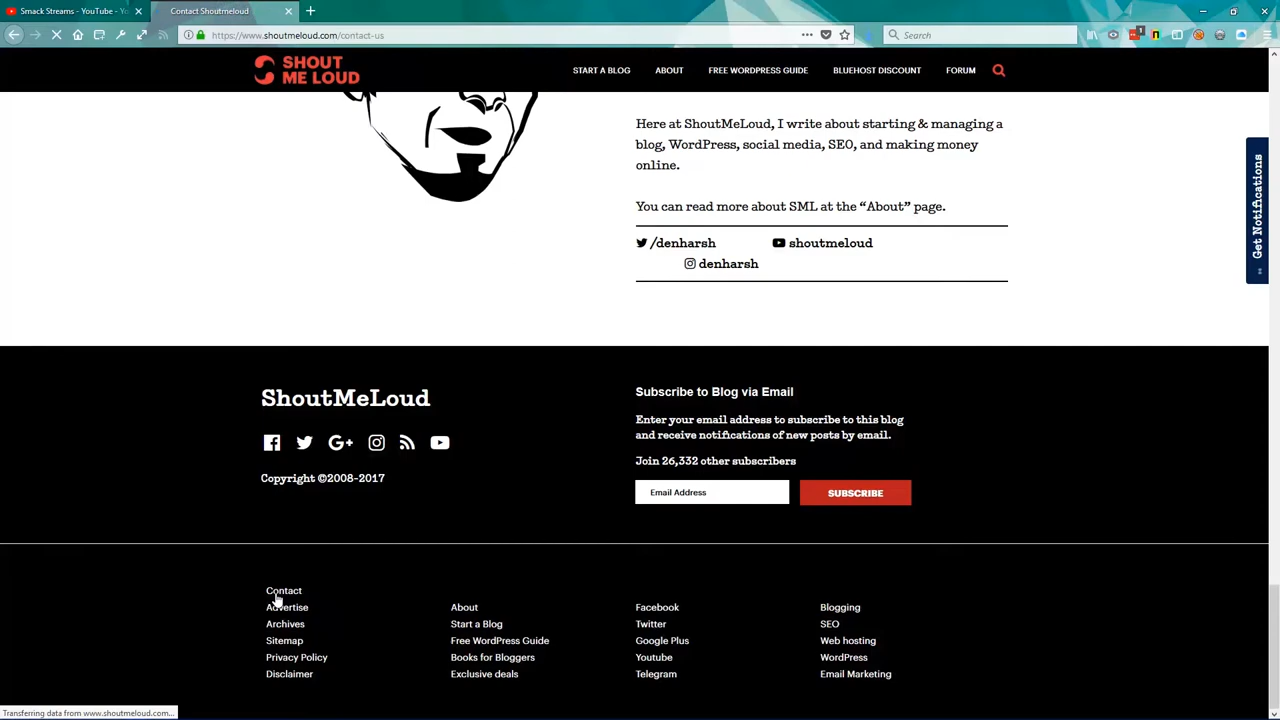 Smack Streams - YouTube - Yo
Contact Shoutmeloud
https://www.shoutmeloud.com/contact-us
Search
1
SHOUT
ME LOUD
START A BLOG
ABOUT
FREE WORDPRESS GUIDE
BLUEHOST DISCOUNT
FORUM
Here at ShoutMeLoud, I write about starting & managing a
blog, WordPress, social media, SEO, and making money
online.
You can read more about SML at the “About” page.
/denharsh
shoutmeloud
denharsh
Get Notifications
ShoutMeLoud
Copyright ©2008-2017
Subscribe to Blog via Email
Enter your email address to subscribe to this blog
and receive notifications of new posts by email.
Join 26,332 other subscribers
Email Address
SUBSCRIBE
Contact
Advertise
Archives
Sitemap
Privacy Policy
Disclaimer
About
Start a Blog
Free WordPress Guide
Books for Bloggers
Exclusive deals
Facebook
Twitter
Google Plus
Youtube
Telegram
Blogging
SEO
Web hosting
WordPress
Email Marketing
Transferring data from www.shoutmeloud.com...